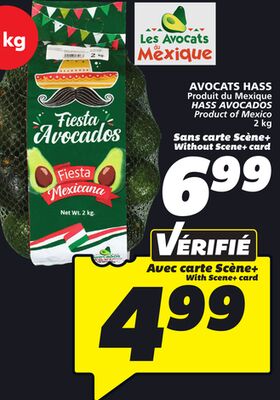 kg
Les Avocats
du
Mexique
2 kg
Fiesta
Avocados
Fiesta
Mexicana
Net Wt. 2 kg.
AVOCATS HASS
Produit du Mexique
HASS AVOCADOS
Product of Mexico
2 kg
Sans carte Scène+
Without Scene+ card
6 99
VÉRIFIÉ
Avec carte Scène+
With Scene+ card
4 99